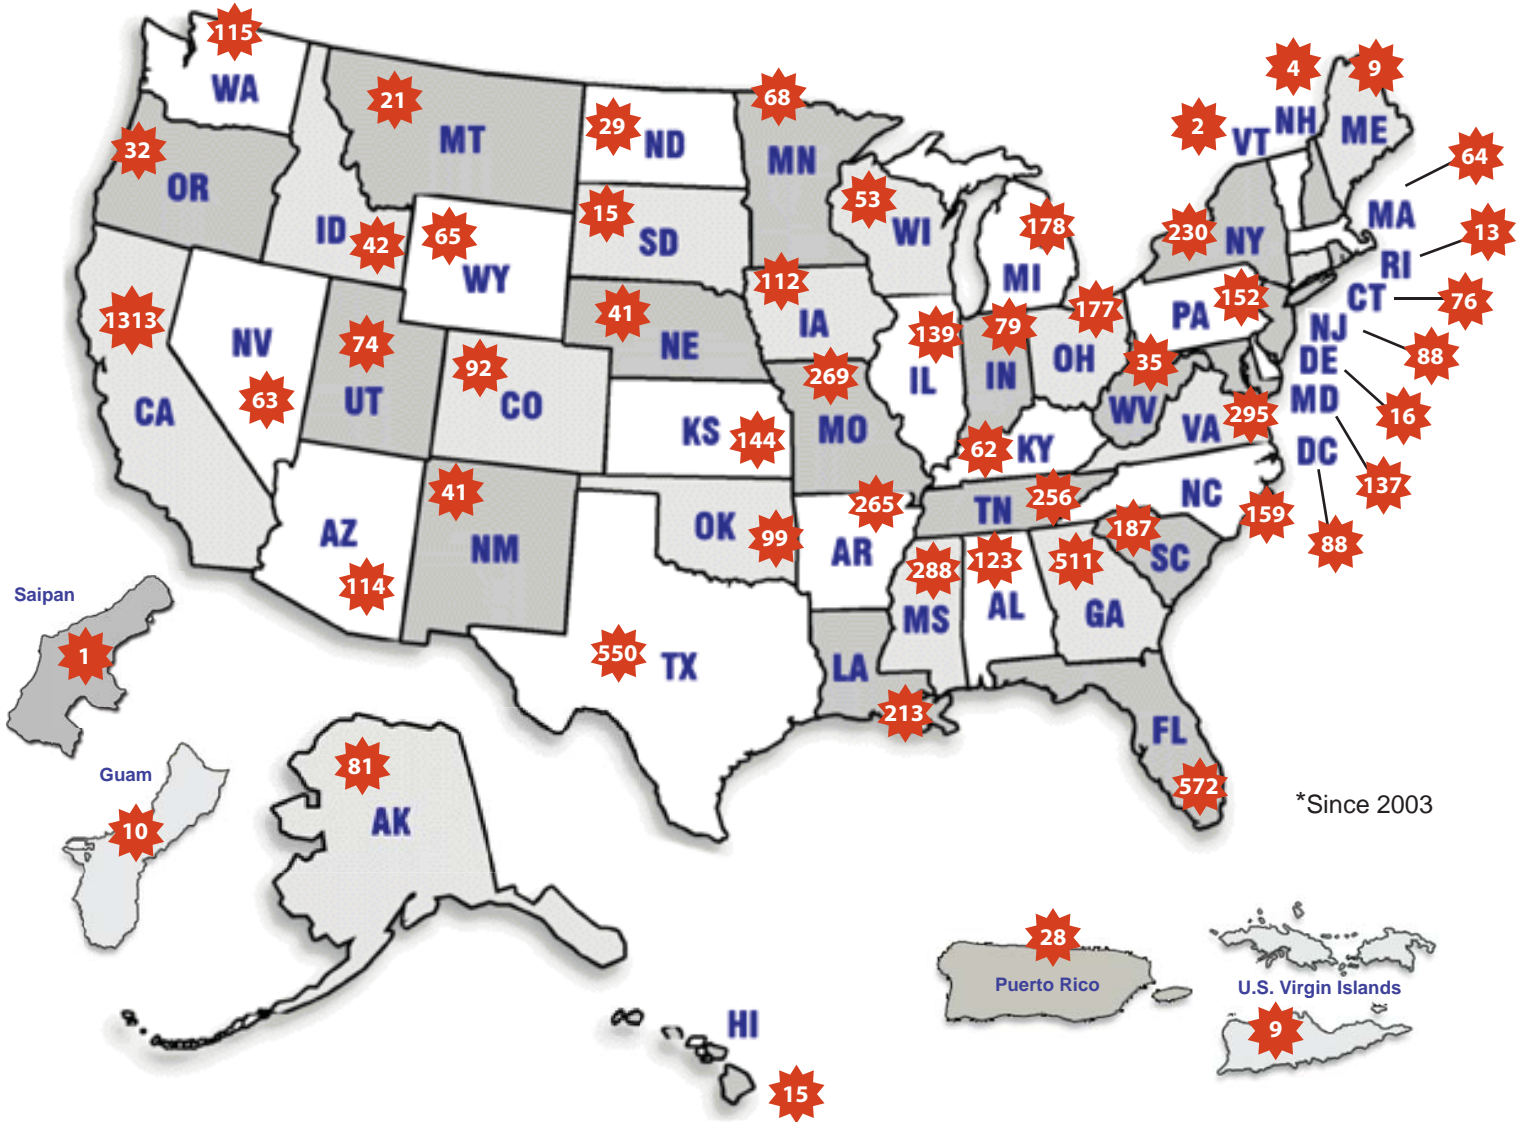 115
WA
21
MT
29
ND
68
MN
4
9
2
VT
NH
ME
32
OR
64
53
WI
ID
42
65
WY
15
SD
178
MI
230
NY
MA
13
RI
1313
CA
NV
63
74
UT
92
CO
41
NE
112
IA
139
IL
79
IN
177
OH
PA
152
CT
76
NJ
88
DE
16
35
WV
VA
295
MD
137
DC
88
KS
144
269
MO
62
KY
AZ
114
41
NM
OK
99
265
AR
TN
256
NC
159
187
SC
288
MS
123
AL
511
GA
550
TX
LA
213
FL
572
Saipan
1
Guam
10
81
AK
*Since 2003
HI
15
28
Puerto Rico
U.S. Virgin Islands
9